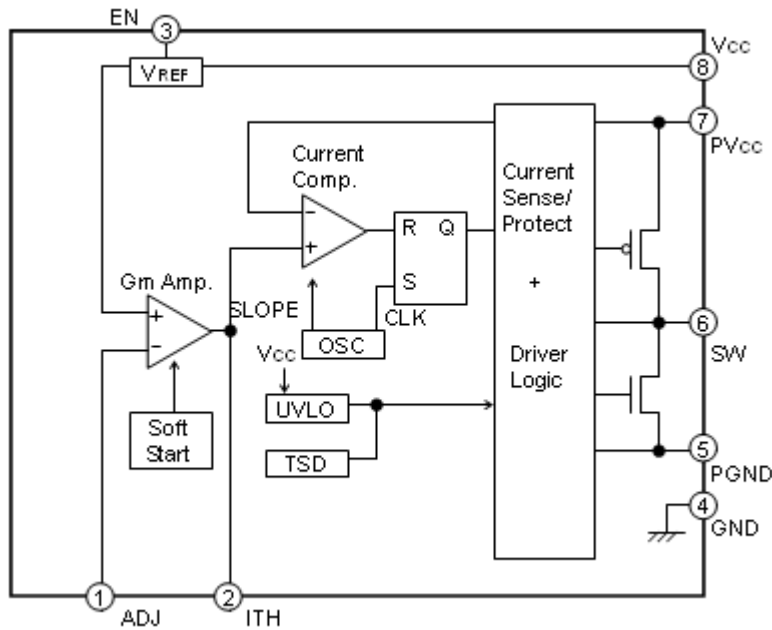 EN
3
VREF
Vcc
8
7
PVcc
Current
Comp.
−
+
R Q
S
Current
Sense/
Protect
+
Driver
Logic
Gm Amp.
+
−
SLOPE
CLK
OSC
6
SW
Vcc
UVLO
TSD
Soft
Start
5
PGND
4
GND
1
ADJ
2
ITH